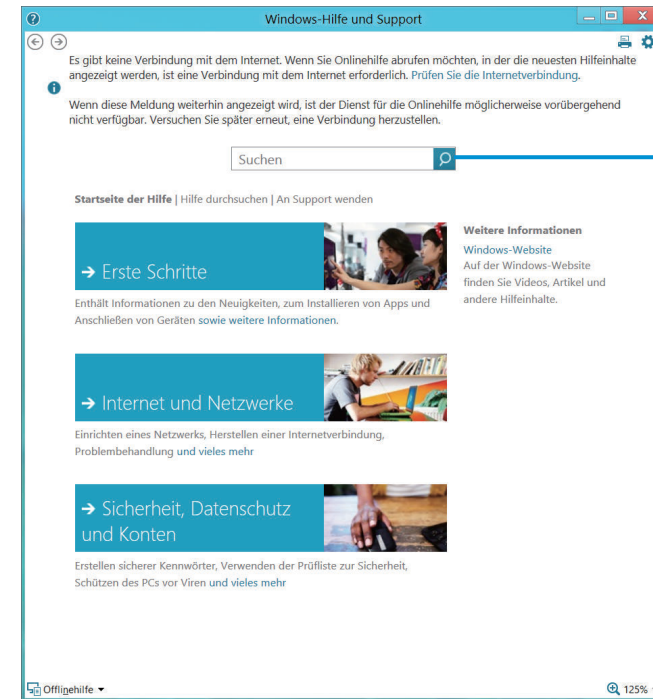 Windows-Hilfe und Support
Es gibt keine Verbindung mit dem Internet. Wenn Sie Onlinehilfe abrufen möchten, in der die neuesten Hilfeinhalte
angezeigt werden, ist eine Verbindung mit dem Internet erforderlich. Prüfen Sie die Internetverbindung.
Wenn diese Meldung weiterhin angezeigt wird, ist der Dienst für die Onlinehilfe möglicherweise vorübergehend
nicht verfügbar. Versuchen Sie später erneut, eine Verbindung herzustellen.
Suchen
Startseite der Hilfe | Hilfe durchsuchen | An Support wenden
→ Erste Schritte
Enthält Informationen zu den Neuigkeiten, zum Installieren von Apps und
Anschließen von Geräten sowie weitere Informationen.
Weitere Informationen
Windows-Website
Auf der Windows-Website
finden Sie Videos, Artikel und
andere Hilfeinhalte.
→ Internet und Netzwerke
Einrichten eines Netzwerks, Herstellen einer Internetverbindung,
Problembehandlung und vieles mehr
→ Sicherheit, Datenschutz
und Konten
Erstellen sicherer Kennwörter, Verwenden der Prüfliste zur Sicherheit,
Schützen des PCs vor Viren und vieles mehr
Offlinehilfe
125%